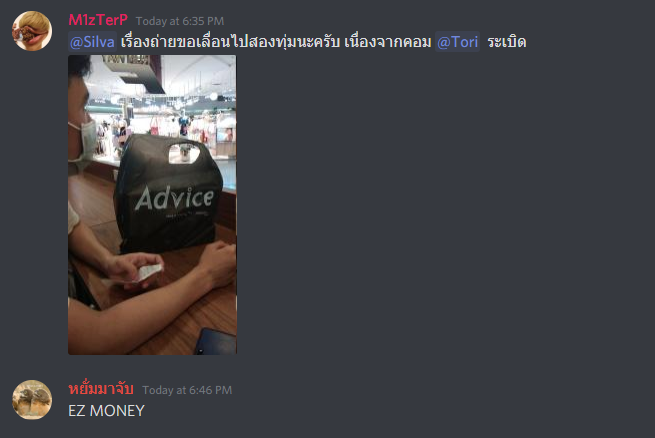 M1zTerP Today at 6:35 PM
@Silva เรื่องถ่ายขอเลื่อนไปสองทุ่มนะครับ เนื่องจากคอม @Tori ระเบิด
Advice
หยั่มมาจับ Today at 6:46 PM
EZ MONEY